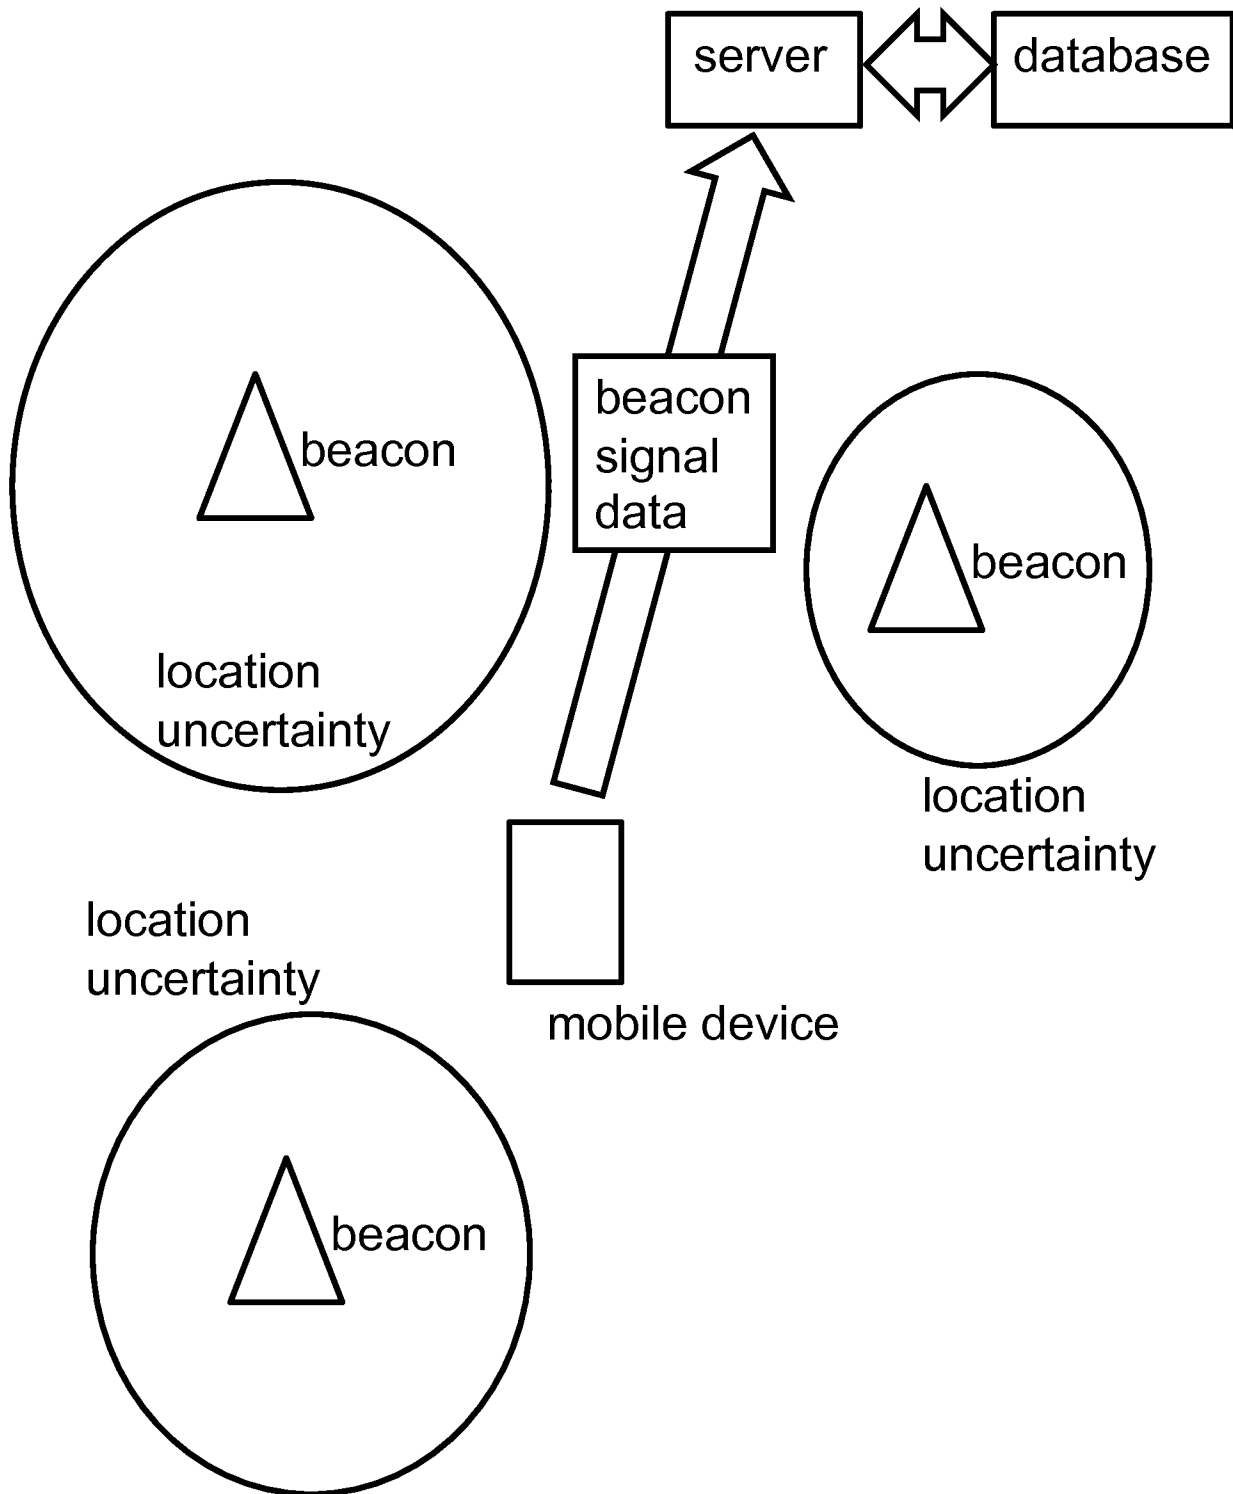 server
database
beacon
signal
data
beacon
beacon
location
uncertainty
location
uncertainty
location
uncertainty
mobile device
beacon